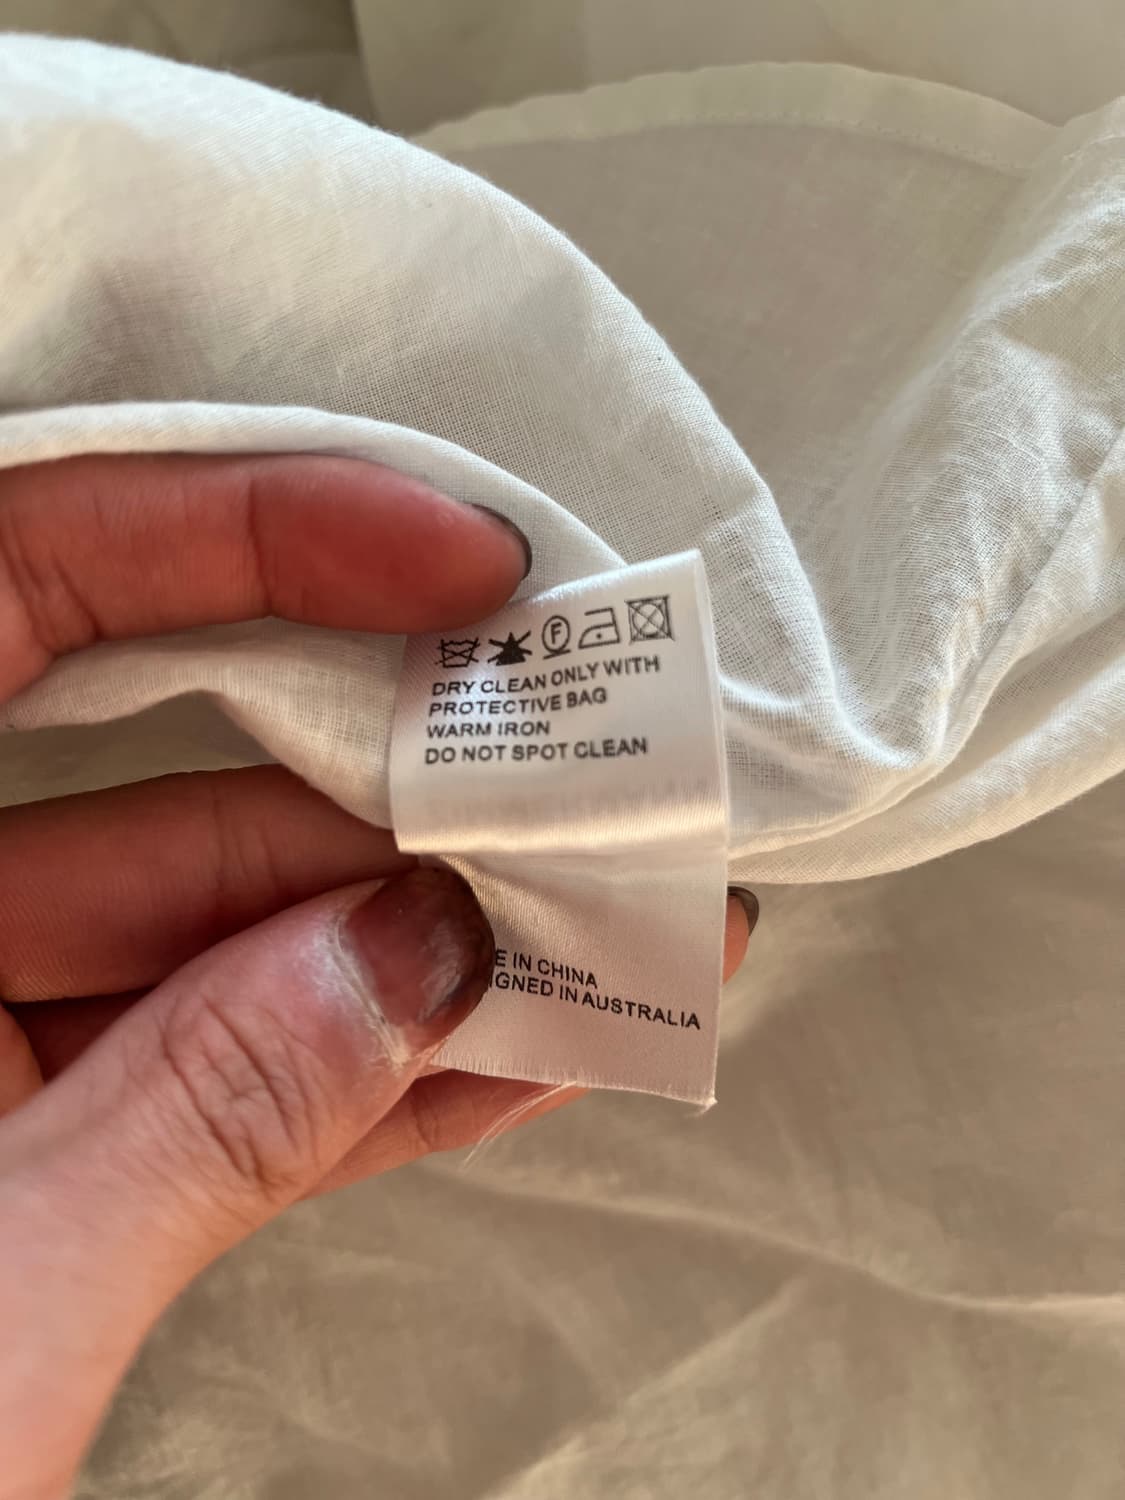 F
DRY CLEAN ONLY WITH
PROTECTIVE BAG
WARM IRON
DO NOT SPOT CLEAN
E IN CHINA
IGNED IN AUSTRALIA